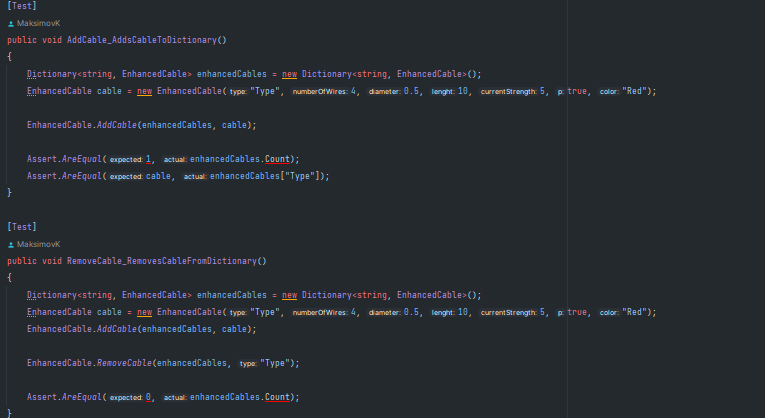 [Test]
MaksimovK
public void AddCable_AddsCableToDictionary()
{
Dictionary<string, EnhancedCable> enhancedCables = new Dictionary<string, EnhancedCable>();
EnhancedCable cable = new EnhancedCable( type: "Type", numberOfWires: 4, diameter: 0.5, lenght: 10, currentStrength: 5, p: true, color: "Red");
EnhancedCable.AddCable(enhancedCables, cable);
Assert.AreEqual( expected: 1, actual: enhancedCables.Count);
Assert.AreEqual( expected: cable, actual: enhancedCables["Type"]);
}
[Test]
MaksimovK
public void RemoveCable_RemovesCableFromDictionary()
{
Dictionary<string, EnhancedCable> enhancedCables = new Dictionary<string, EnhancedCable>();
EnhancedCable cable = new EnhancedCable( type: "Type", numberOfWires: 4, diameter: 0.5, lenght: 10, currentStrength: 5, p: true, color: "Red");
EnhancedCable.AddCable(enhancedCables, cable);
EnhancedCable.RemoveCable(enhancedCables, type: "Type");
Assert.AreEqual( expected: 0, actual: enhancedCables.Count);
}